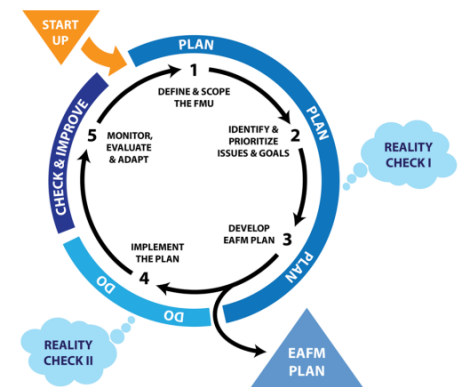 START
UP
PLAN
1
DEFINE & SCOPE
THE FMU
PLAN
2
IDENTIFY &
PRIORITIZE
ISSUES & GOALS
REALITY
CHECK I
5
MONITOR,
EVALUATE
& ADAPT
CHECK & IMPROVE
DEVELOP
EAFM PLAN
3
PLAN
IMPLEMENT
THE PLAN
4
DO
DO
REALITY
CHECK II
EAFM
PLAN